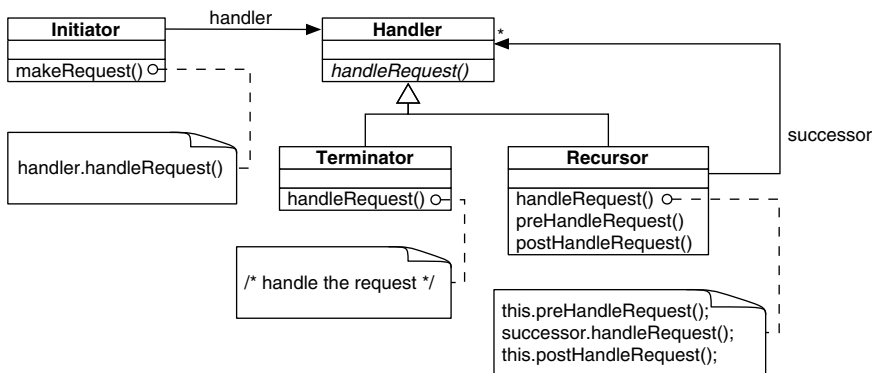 Initiator
makeRequest()
handler
Handler
*
handleRequest()
handler.handleRequest()
successor
Terminator
handleRequest()
Recursor
handleRequest()
preHandleRequest()
postHandleRequest()
/* handle the request */
this.preHandleRequest();
successor.handleRequest();
this.postHandleRequest();